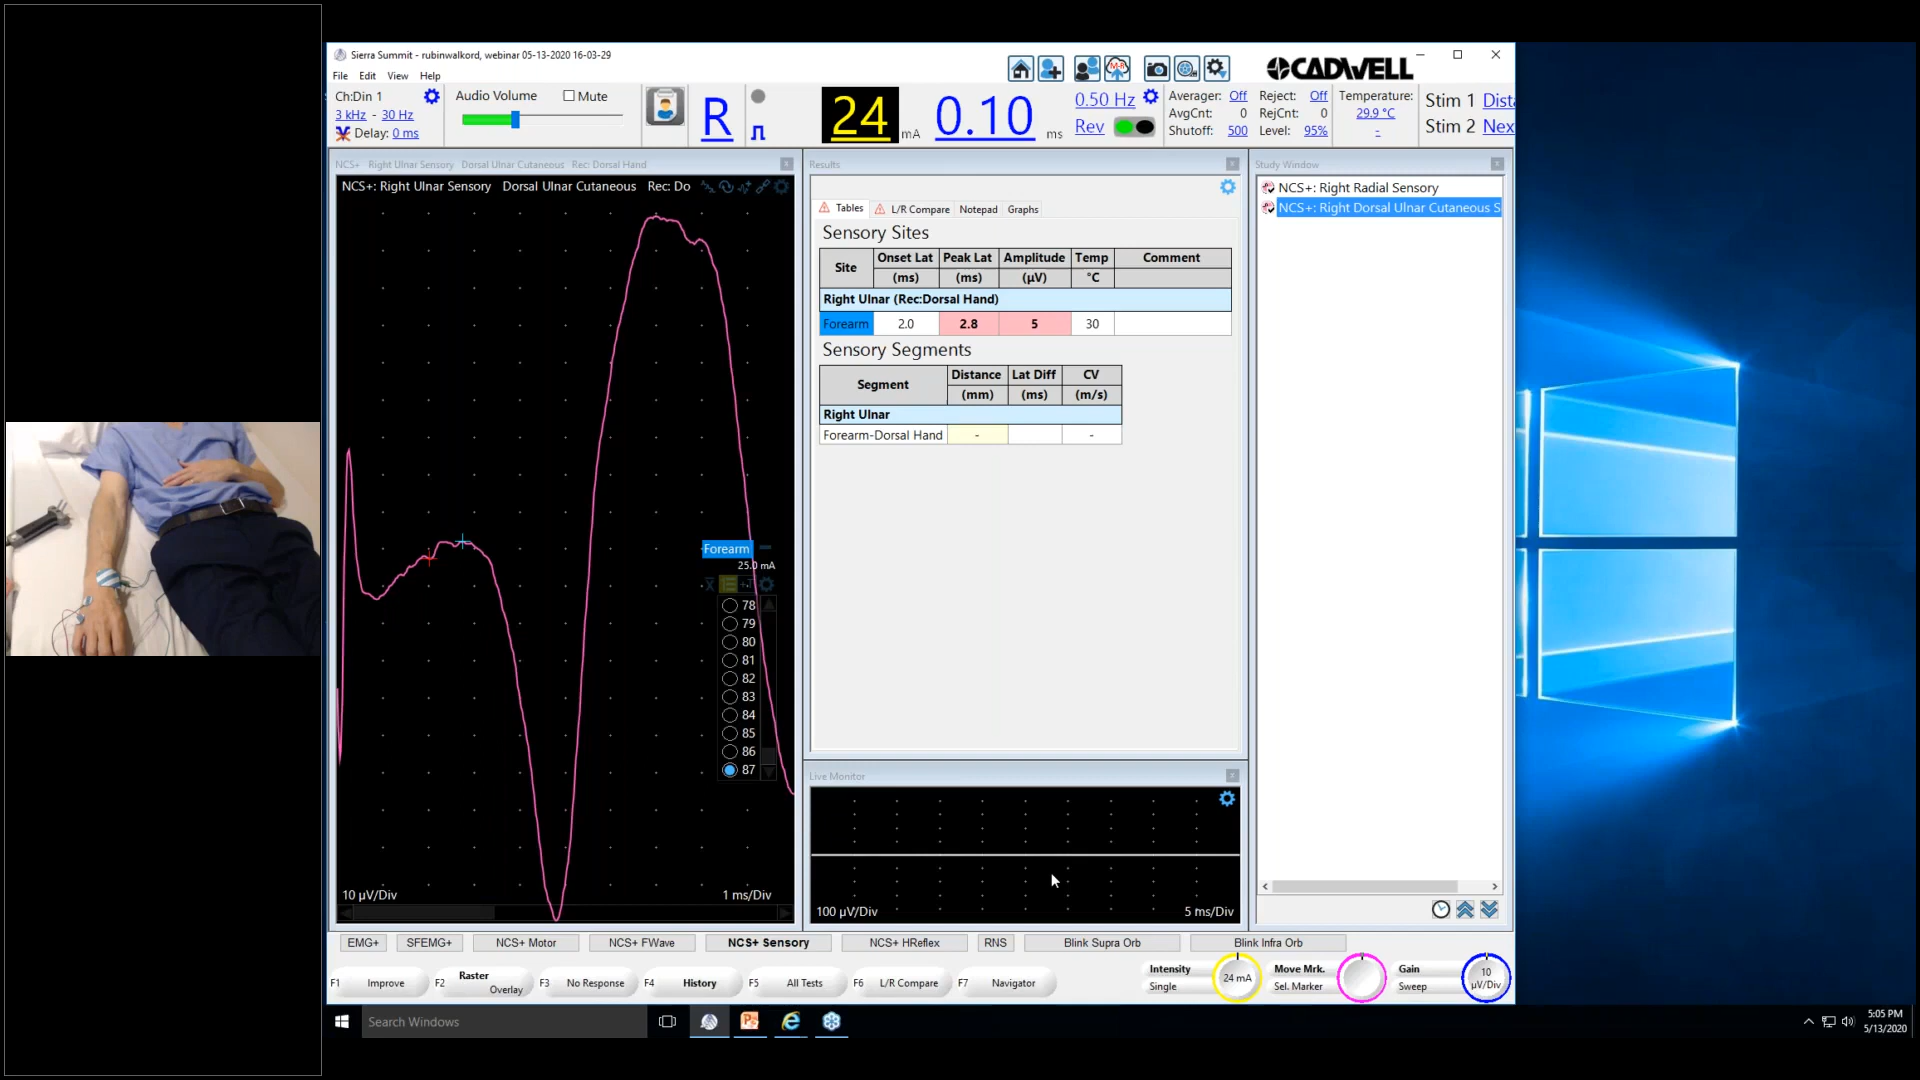 Sierra Summit - rubinwalkord, webinar 05-13-2020 16-03-29
File Edit View Help
CADWELL
Ch:Din 1
3 kHz - 30 Hz
Delay: 0 ms
Audio Volume
Mute
R
24 mA
0.10 ms
0.50 Hz
Rev
Averager: Off
AvgCnt: 0
Shutoff: 500
Reject: Off
RejCnt: 0
Level: 95%
Temperature:
29.9 °C
-
Stim 1 Dist
Stim 2 Nex
NCS+ Right Ulnar Sensory Dorsal Ulnar Cutaneous Rec: Dorsal Hand
NCS+: Right Ulnar Sensory Dorsal Ulnar Cutaneous Rec: Do
Forearm
25.0 mA
78
79
80
81
82
83
84
85
86
87
10 µV/Div
1 ms/Div
Results
Tables L/R Compare Notepad Graphs
Sensory Sites
Site Onset Lat Peak Lat Amplitude Temp Comment
(ms) (ms) (µV) °C
Right Ulnar (Rec:Dorsal Hand)
Forearm 2.0 2.8 5 30
Sensory Segments
Segment Distance Lat Diff CV
(mm) (ms) (m/s)
Right Ulnar
Forearm-Dorsal Hand - -
Live Monitor
100 µV/Div
5 ms/Div
Study Window
NCS+: Right Radial Sensory
NCS+: Right Dorsal Ulnar Cutaneous S
EMG+ SFEMG+ NCS+ Motor NCS+ FWave NCS+ Sensory NCS+ HReflex RNS Blink Supra Orb Blink Infra Orb
F1 Improve
F2 Raster Overlay
F3 No Response
F4 History
F5 All Tests
F6 L/R Compare
F7 Navigator
Intensity
Single
24 mA
Move Mrk.
Sel. Marker
Gain
Sweep
10
µV/Div
Search Windows
5:05 PM
5/13/2020